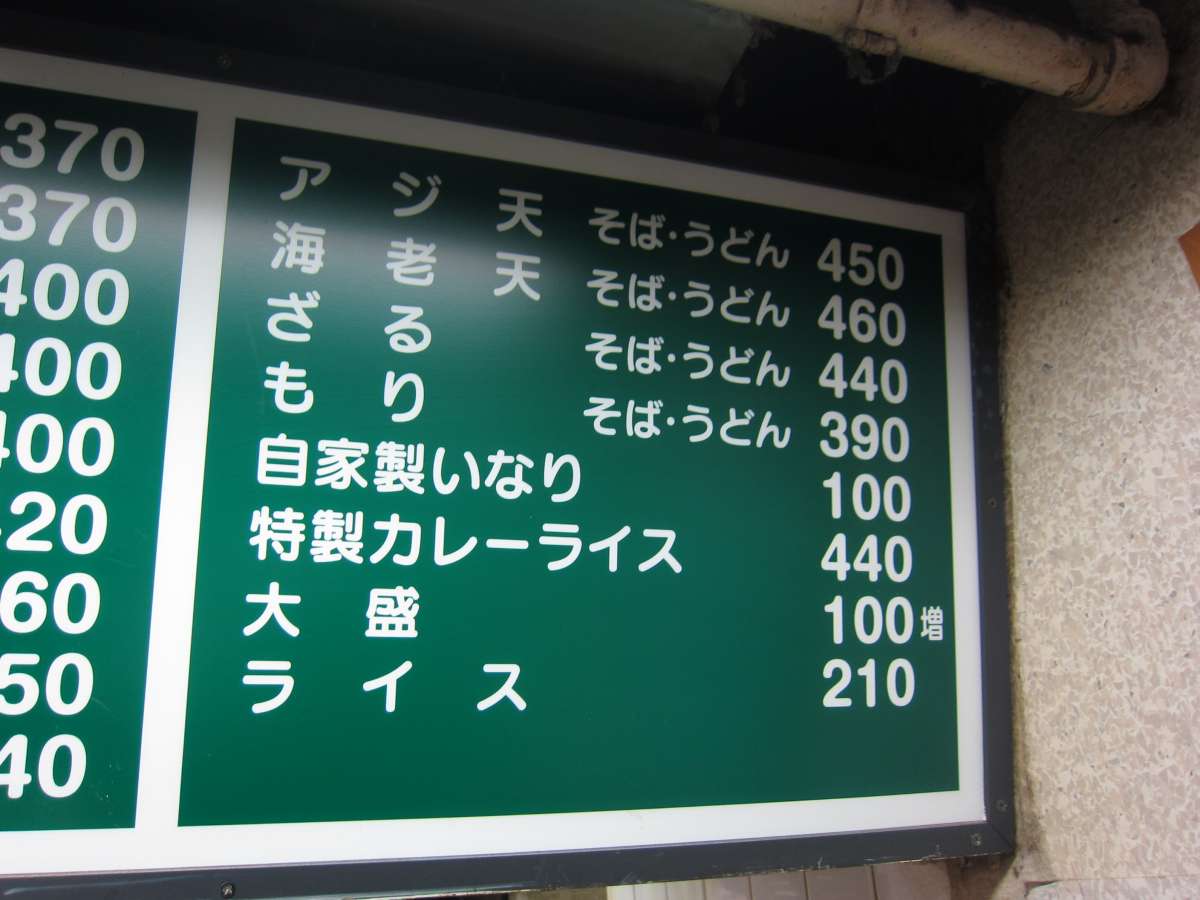 370
370
400
400
400
420
60
50
40
アジ天 そば・うどん 450
海老天 そば・うどん 460
ざる そば・うどん 440
もり そば・うどん 390
自家製いなり 100
特製カレーライス 440
大盛 100増
ライス 210